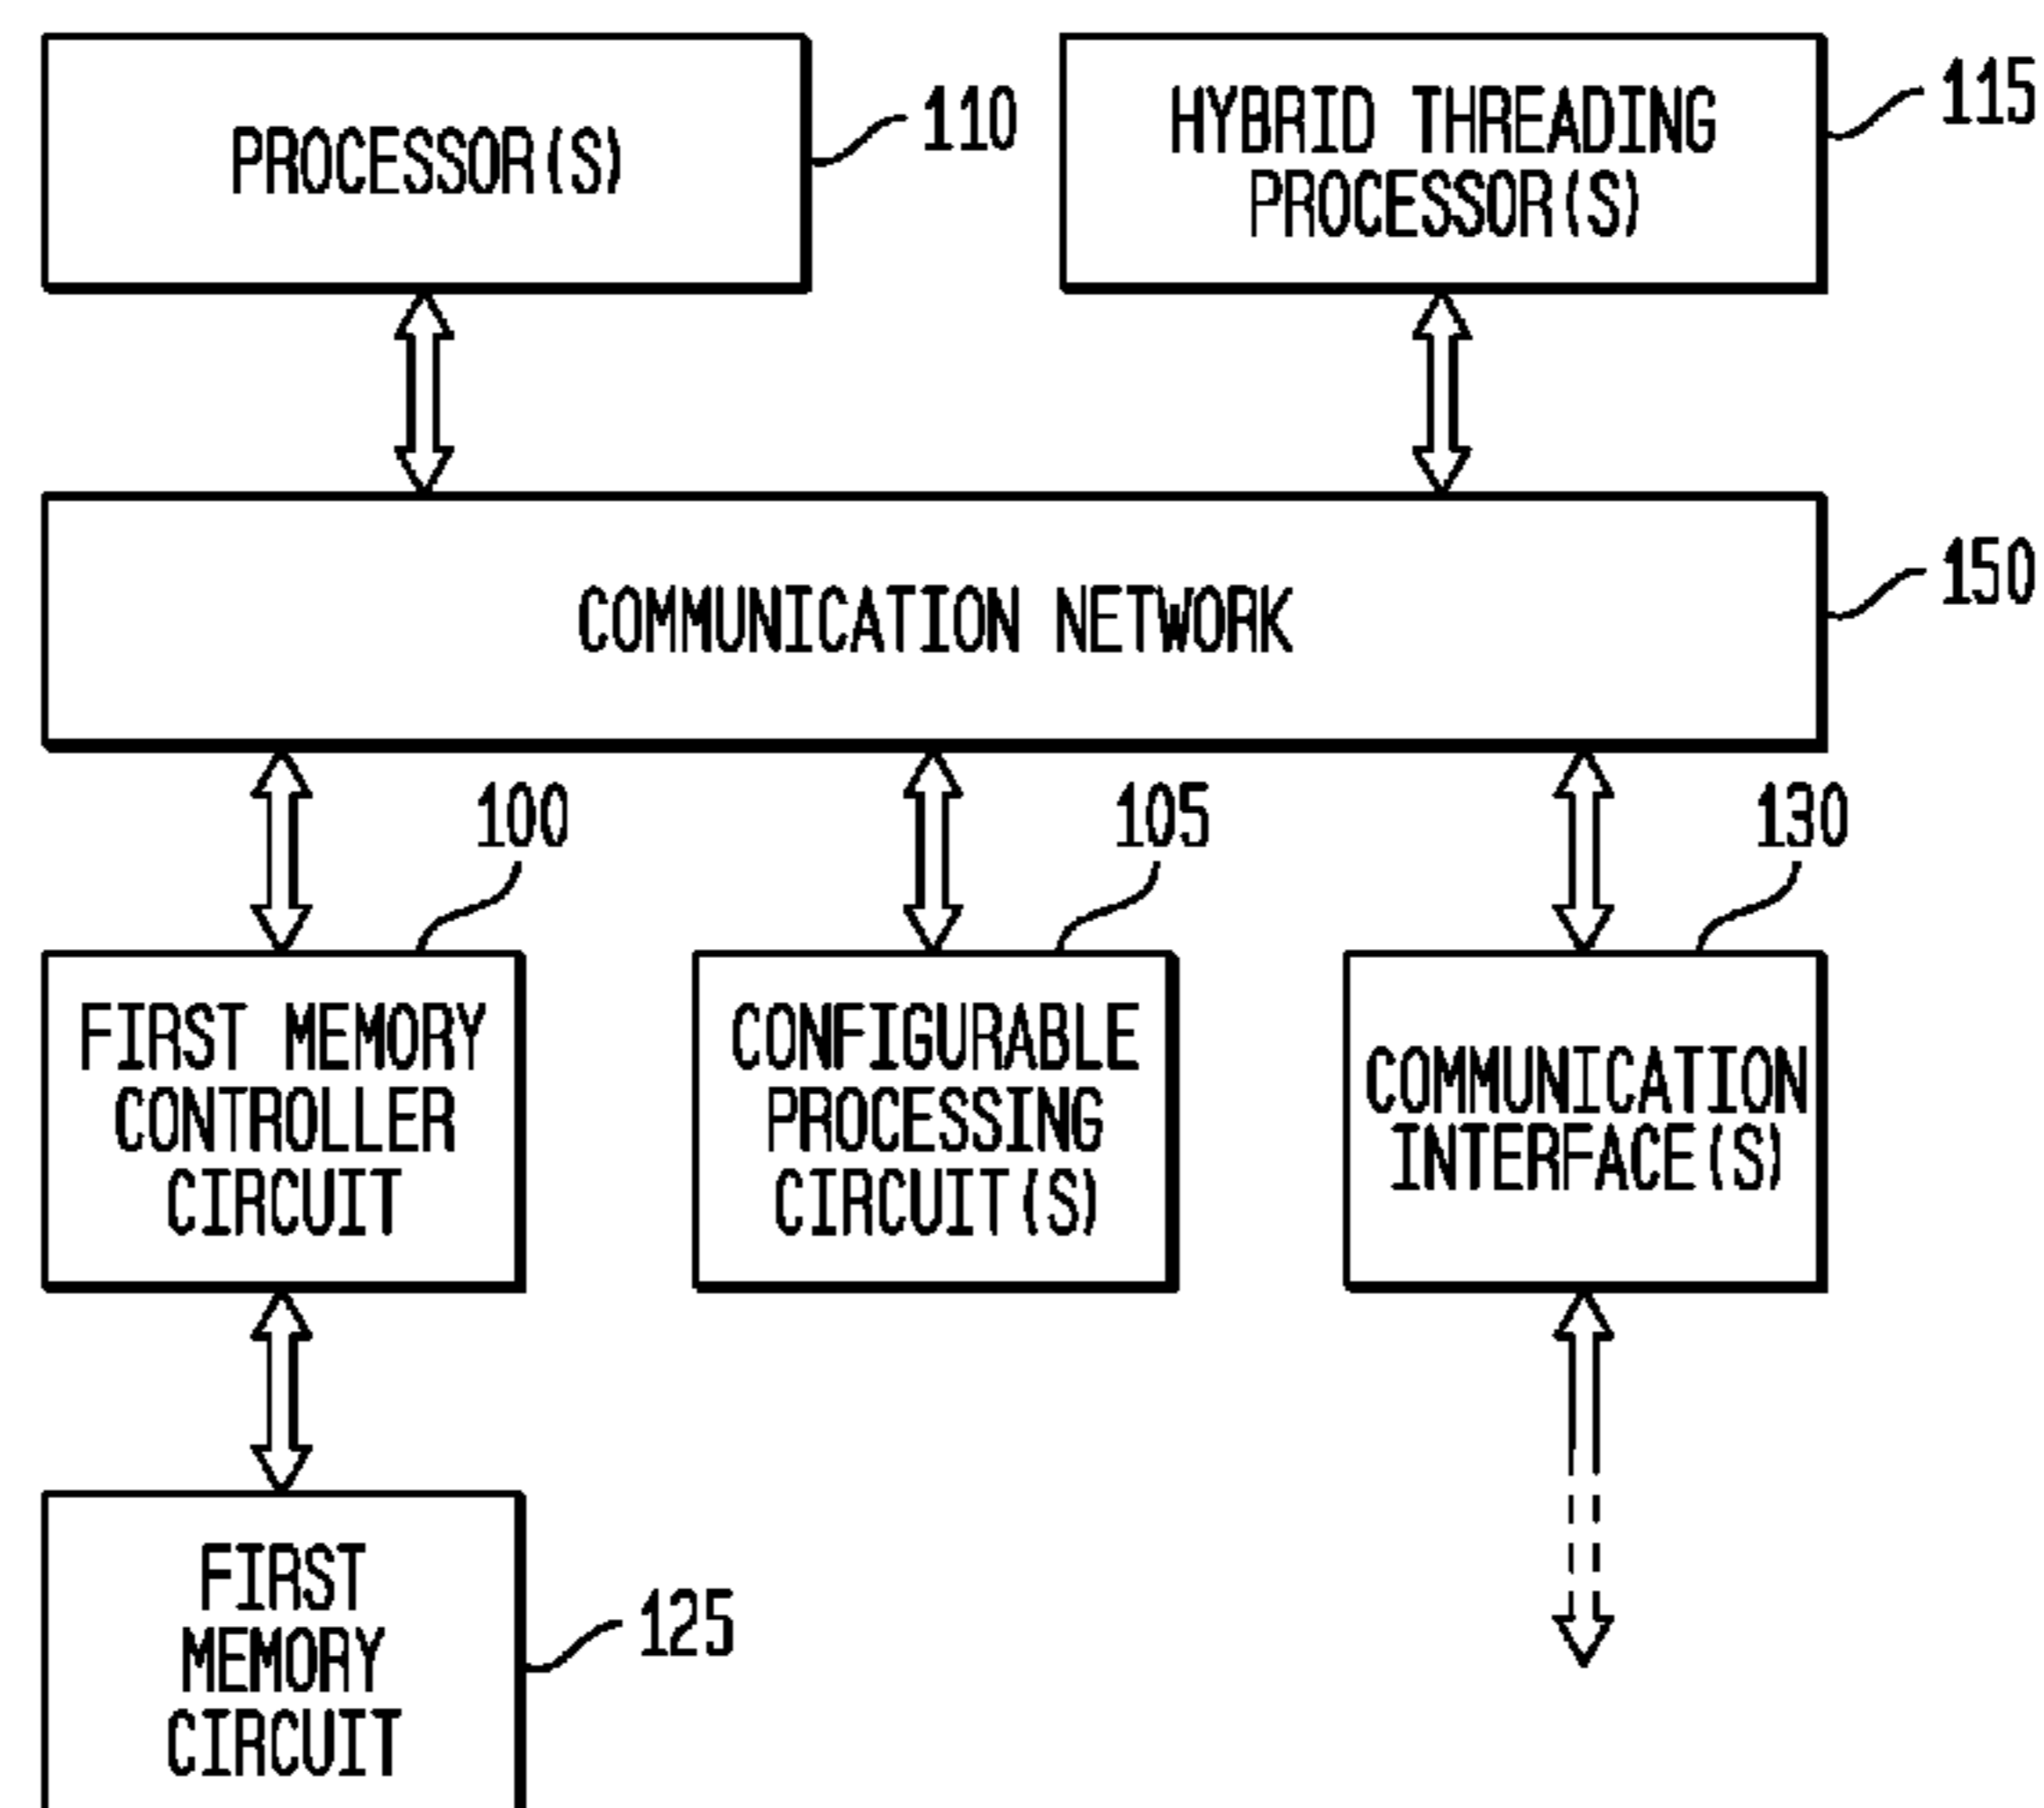 PROCESSOR(S)
110
HYBRID THREADING
PROCESSOR(S)
115
COMMUNICATION NETWORK
150
100
105
130
FIRST MEMORY
CONTROLLER
CIRCUIT
CONFIGURABLE
PROCESSING
CIRCUIT(S)
COMMUNICATION
INTERFACE(S)
FIRST
MEMORY
CIRCUIT
125